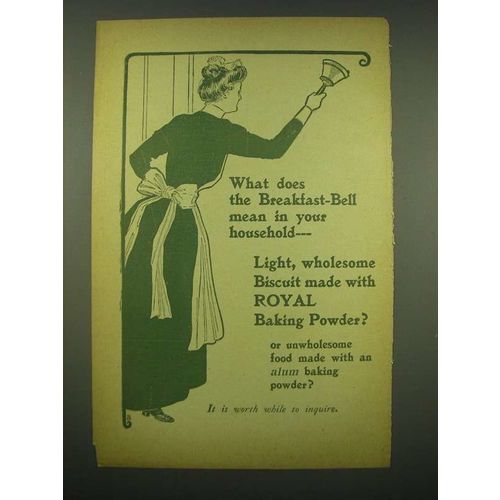 What does
the Breakfast-Bell
mean in your
household---
Light, wholesome
Biscuit made with
ROYAL
Baking Powder?
or unwholesome
food made with an
alum baking
powder?
It is worth while to inquire.